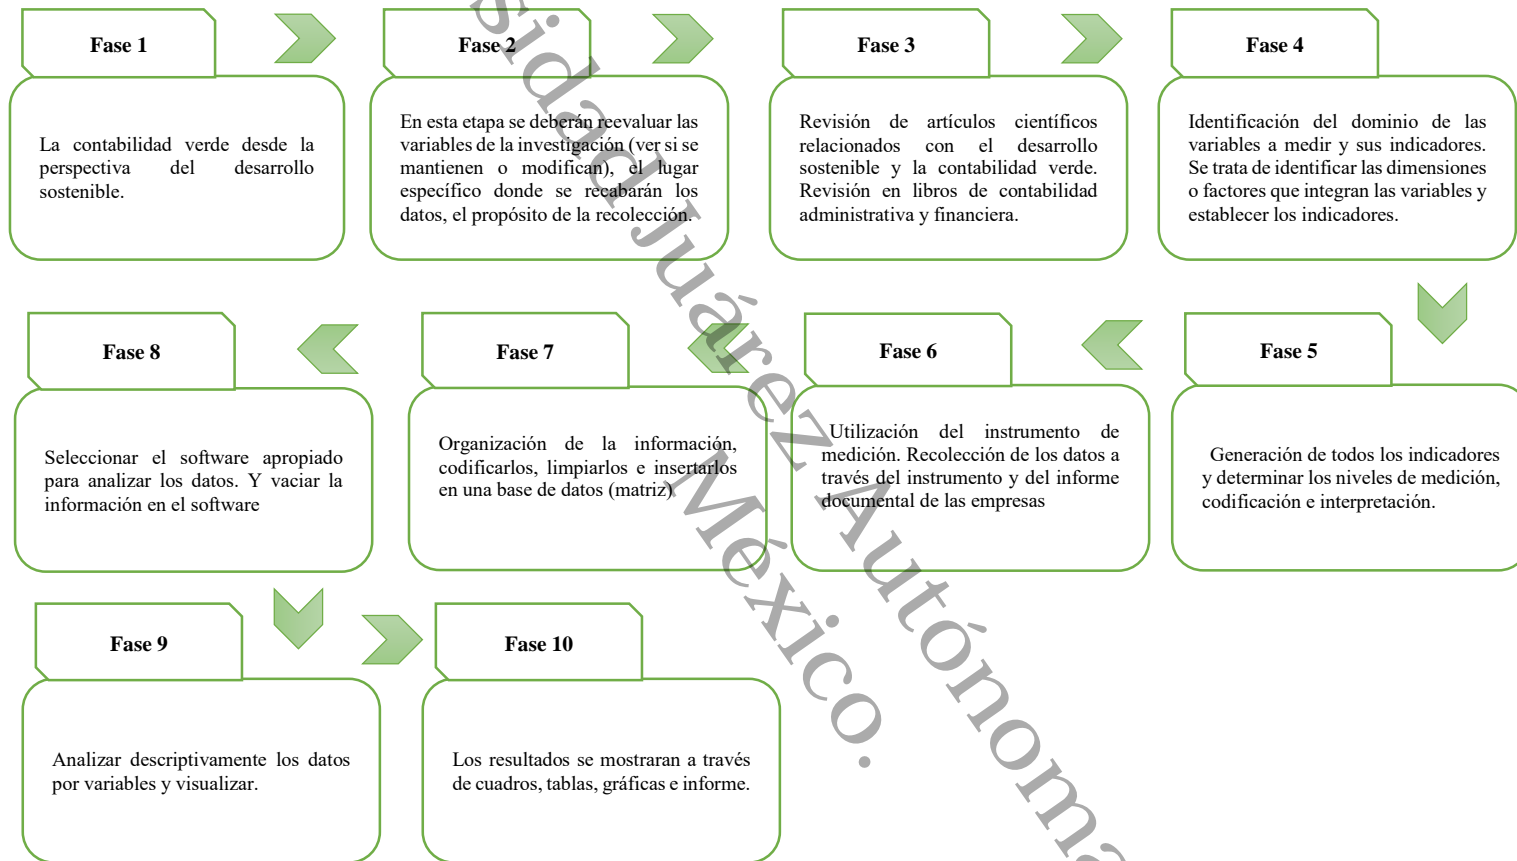 Fase 1
La contabilidad verde desde la
perspectiva del desarrollo
sostenible.
Fase 2
En esta etapa se deberán reevaluar las
variables de la investigación (ver si se
mantienen o modifican), el lugar
específico donde se recabarán los
datos, el propósito de la recolección.
Fase 3
Revisión de artículos científicos
relacionados con el desarrollo
sostenible y la contabilidad verde.
Revisión en libros de contabilidad
administrativa y financiera.
Fase 4
Identificación del dominio de las
variables a medir y sus indicadores.
Se trata de identificar las dimensiones
o factores que integran las variables y
establecer los indicadores.
Fase 5
Generación de todos los indicadores
y determinar los niveles de medición,
codificación e interpretación.
Fase 6
Utilización del instrumento de
medición. Recolección de los datos a
través del instrumento y del informe
documental de las empresas
Fase 7
Organización de la información,
codificarlos, limpiarlos e insertarlos
en una base de datos (matriz)
Fase 8
Seleccionar el software apropiado
para analizar los datos. Y vaciar la
información en el software
Fase 9
Analizar descriptivamente los datos
por variables y visualizar.
Fase 10
Los resultados se mostraran a través
de cuadros, tablas, gráficas e informe.
sidad Juárez Autónoma
México.